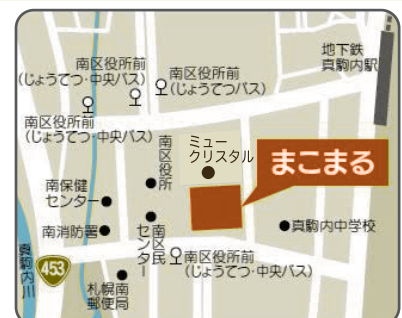 地下鉄
真駒内駅
南区役所前
(じょうてつ・中央バス)
南区役所前
(じょうてつバス)
南区役所前
(じょうてつ・中央バス)
南区役所
ミュー
クリスタル
まこまる
南保健
センター
南消防署
南区民
センター
真駒内中学校
南区役所前
(じょうてつ・中央バス)
真駒内川
453
札幌南
郵便局